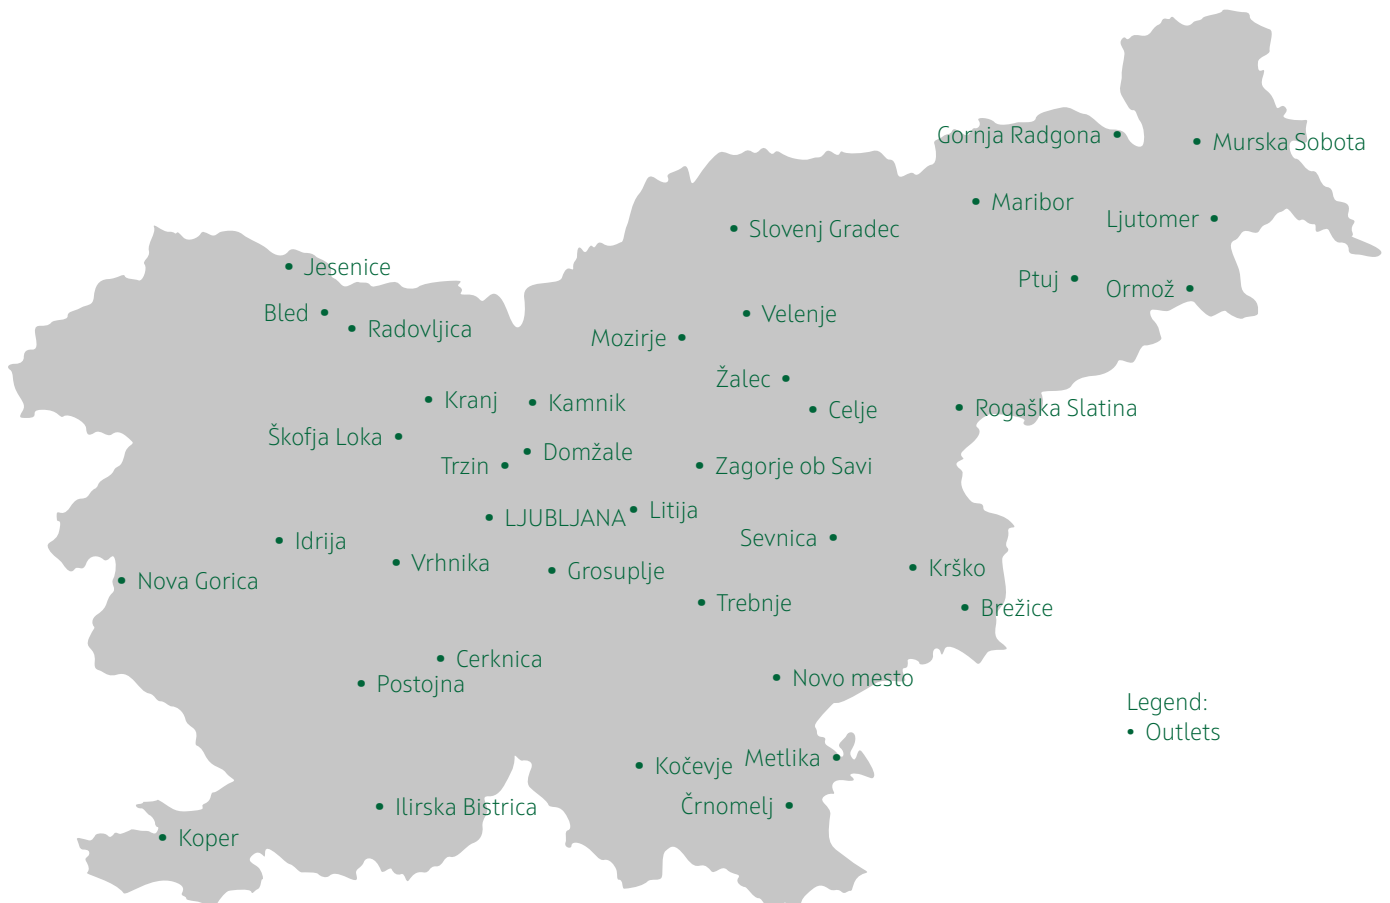 Gornja Radgona
Murska Sobota
Maribor
Ljutomer
Slovenj Gradec
Jesenice
Ptuj
Ormož
Bled
Velenje
Radovljica
Mozirje
Žalec
Kranj
Kamnik
Celje
Rogaška Slatina
Škofja Loka
Domžale
Trzin
Zagorje ob Savi
Litija
LJUBLJANA
Sevnica
Idrija
Vrhnika
Krško
Grosuplje
Nova Gorica
Trebnje
Brežice
Cerknica
Novo mesto
Postojna
Legend:
Outlets
Metlika
Kočevje
Črnomelj
Ilirska Bistrica
Koper